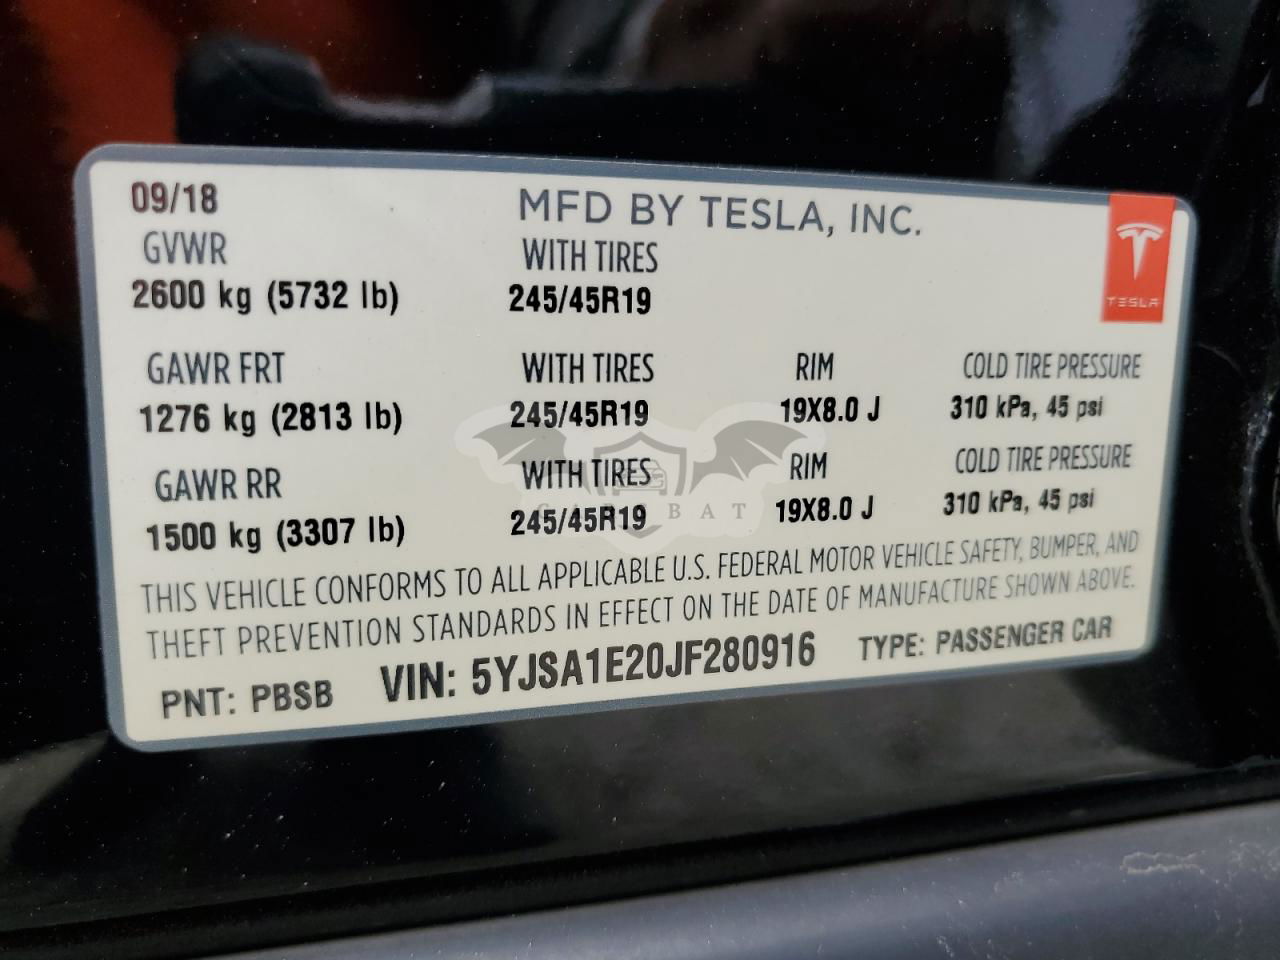 09/18 MFD BY TESLA, INC.
GVWR WITH TIRES
2600 kg (5732 lb) 245/45R19
TESLA
GAWR FRT WITH TIRES RIM COLD TIRE PRESSURE
1276 kg (2813 lb) 245/45R19 19X8.0 J 310 kPa, 45 psi
GAWR RR WITH TIRES RIM COLD TIRE PRESSURE
1500 kg (3307 lb) 245/45R19 19X8.0 J 310 kPa, 45 psi
THIS VEHICLE CONFORMS TO ALL APPLICABLE U.S. FEDERAL MOTOR VEHICLE SAFETY, BUMPER, AND
THEFT PREVENTION STANDARDS IN EFFECT ON THE DATE OF MANUFACTURE SHOWN ABOVE.
PNT: PBSB VIN: 5YJSA1E20JF280916 TYPE: PASSENGER CAR